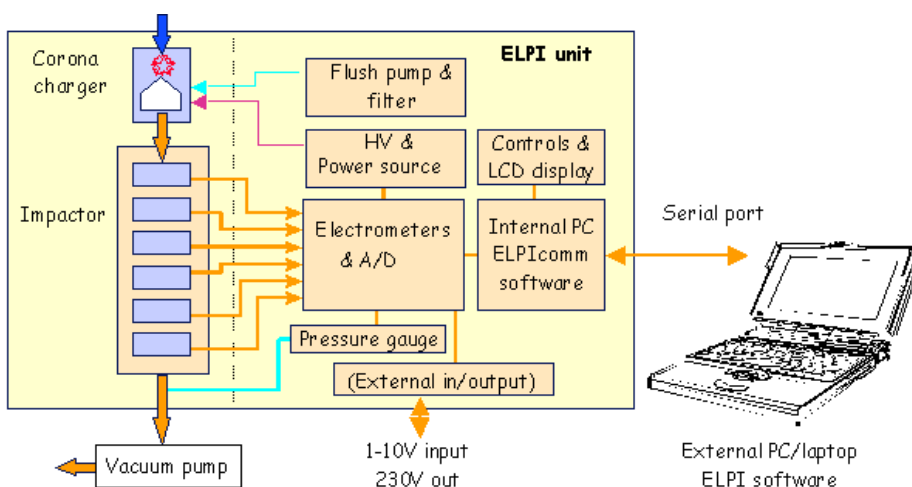 Corona
charger
ELPI unit
Flush pump &
filter
HV &
Power source
Controls &
LCD display
Impactor
Electrometers
& A/D
Internal PC
ELPIcomm
software
Serial port
Pressure gauge
(External in/output)
Vacuum pump
1-10V input
230V out
External PC/laptop
ELPI software